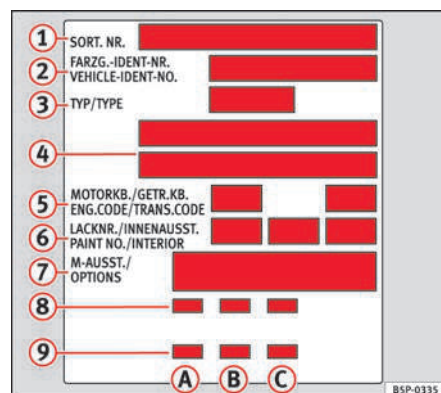 1 SORT. NR.
2 FARZG.-IDENT-NR.
VEHICLE-IDENT-NO.
3 TYP/TYPE
4
5 MOTORKB./GETR.KB.
ENG.CODE/TRANS.CODE
6 LACKNR./INNENAUSST.
PAINT NO./INTERIOR
7 M-AUSST./
OPTIONS
8
9
A B C
BSP-0335